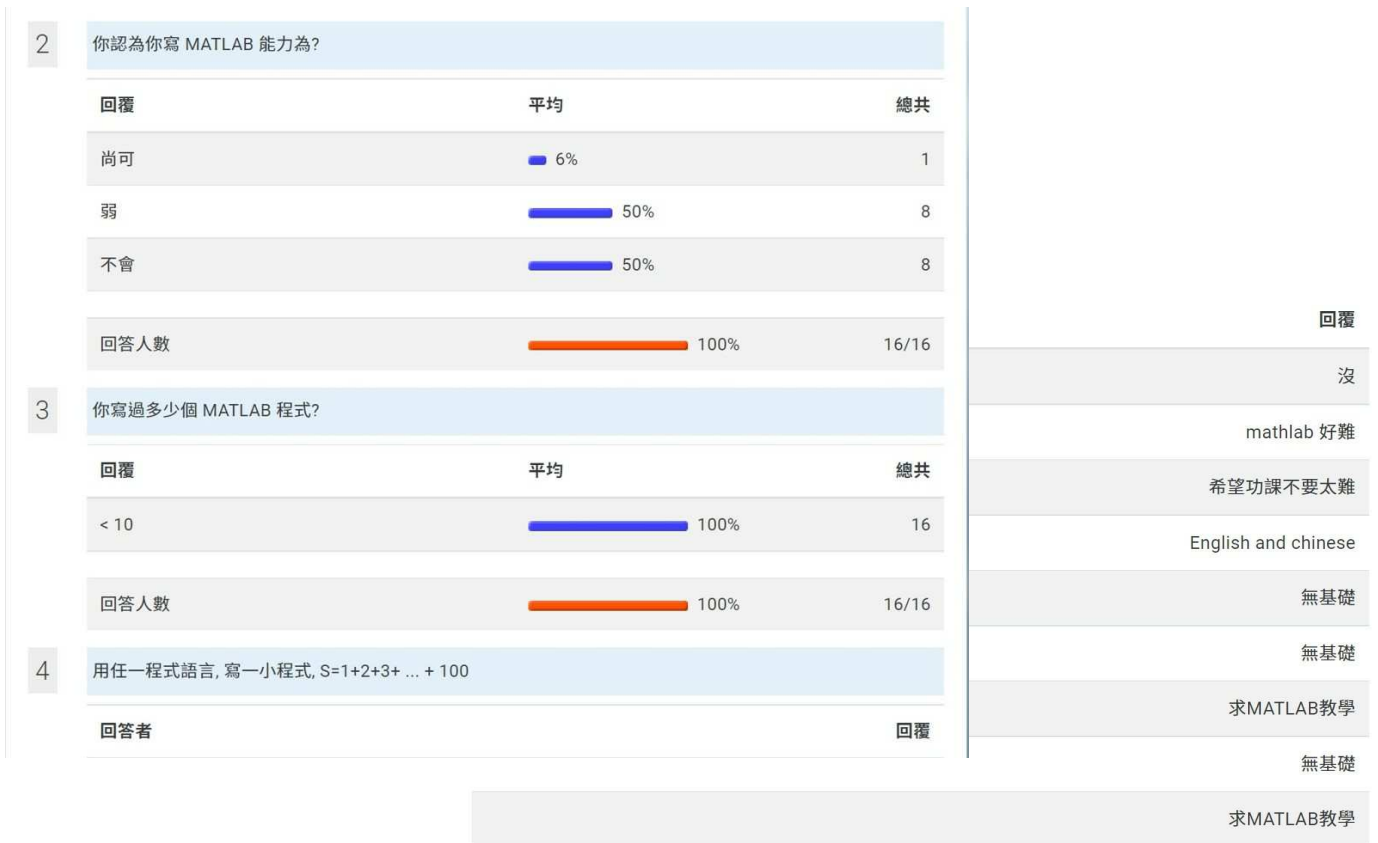 2 你認為你寫 MATLAB 能力為?
回覆 平均 總共
尚可 6% 1
弱 50% 8
不會 50% 8
回答人數 100% 16/16
3 你寫過多少個 MATLAB 程式?
回覆 平均 總共
< 10 100% 16
回答人數 100% 16/16
4 用任一程式語言, 寫一小程式, S=1+2+3+ ... + 100
回答者 回覆
回覆
沒
mathlab 好難
希望功課不要太難
English and chinese
無基礎
無基礎
求MATLAB教學
無基礎
求MATLAB教學